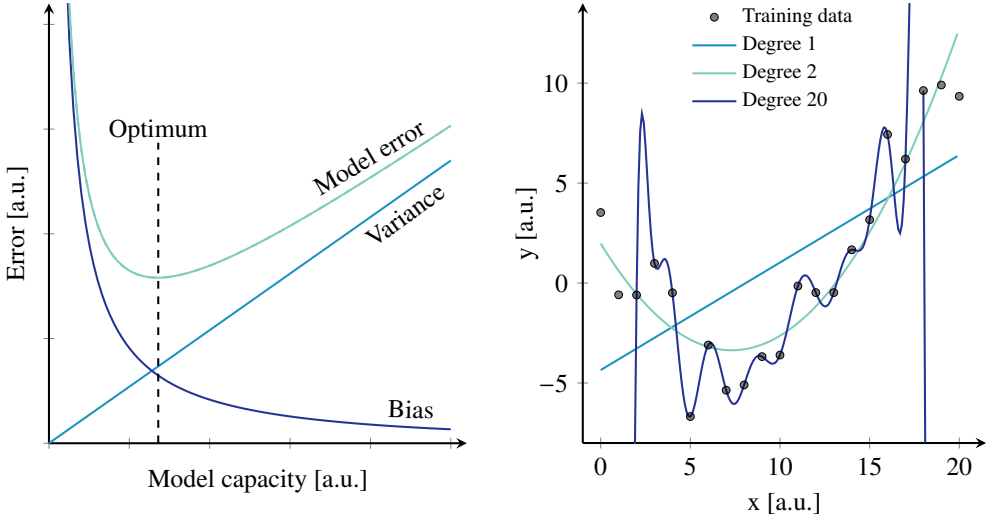 Optimum
Model error
Variance
Bias
Error [a.u.]
Model capacity [a.u.]
Training data
Degree 1
Degree 2
Degree 20
10
5
0
−5
y [a.u.]
0 5 10 15 20
x [a.u.]